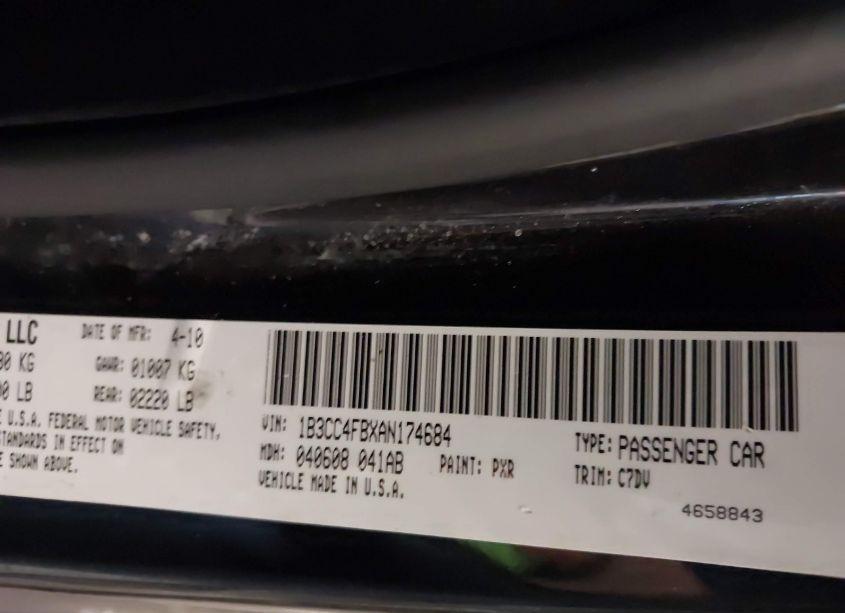 LLC DATE OF MFR: 4-10
KG GAWR: 01007 KG
LB REAR: 02220 LB
U.S.A. FEDERAL MOTOR VEHICLE SAFETY,
STANDARDS IN EFFECT ON
SHOWN ABOVE.
VIN: 1B3CC4FBXAN174684
MDH: 040608 041AB PAINT: PXR
VEHICLE MADE IN U.S.A.
TYPE: PASSENGER CAR
TRIM: C7DV
4658843